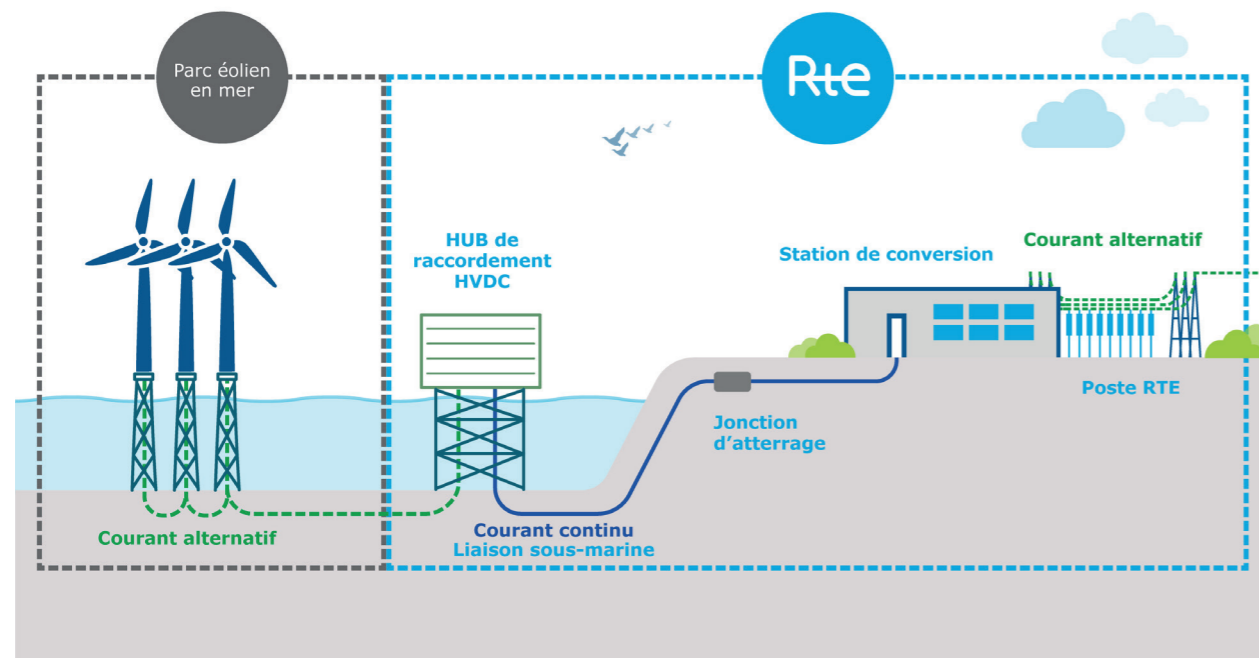 Parc éolien
en mer
Rte
HUB de
raccordement
HVDC
Station de conversion
Courant alternatif
Jonction
d’atterrage
Poste RTE
Courant alternatif
Courant continu
Liaison sous-marine